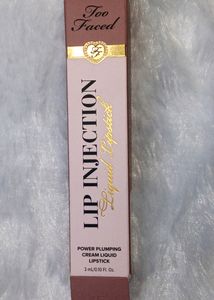 Too
Faced
LIP INJECTION
Liquid Lipstick
POWER PLUMPING
CREAM LIQUID
LIPSTICK
3 mL/0.10 Fl. Oz.